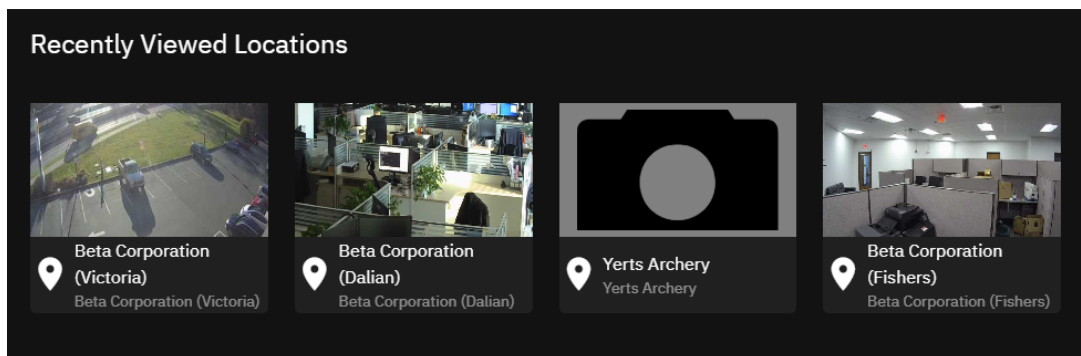 Recently Viewed Locations
Beta Corporation
(Victoria)
Beta Corporation (Victoria)
Beta Corporation
(Dalian)
Beta Corporation (Dalian)
Yerts Archery
Yerts Archery
Beta Corporation
(Fishers)
Beta Corporation (Fishers)